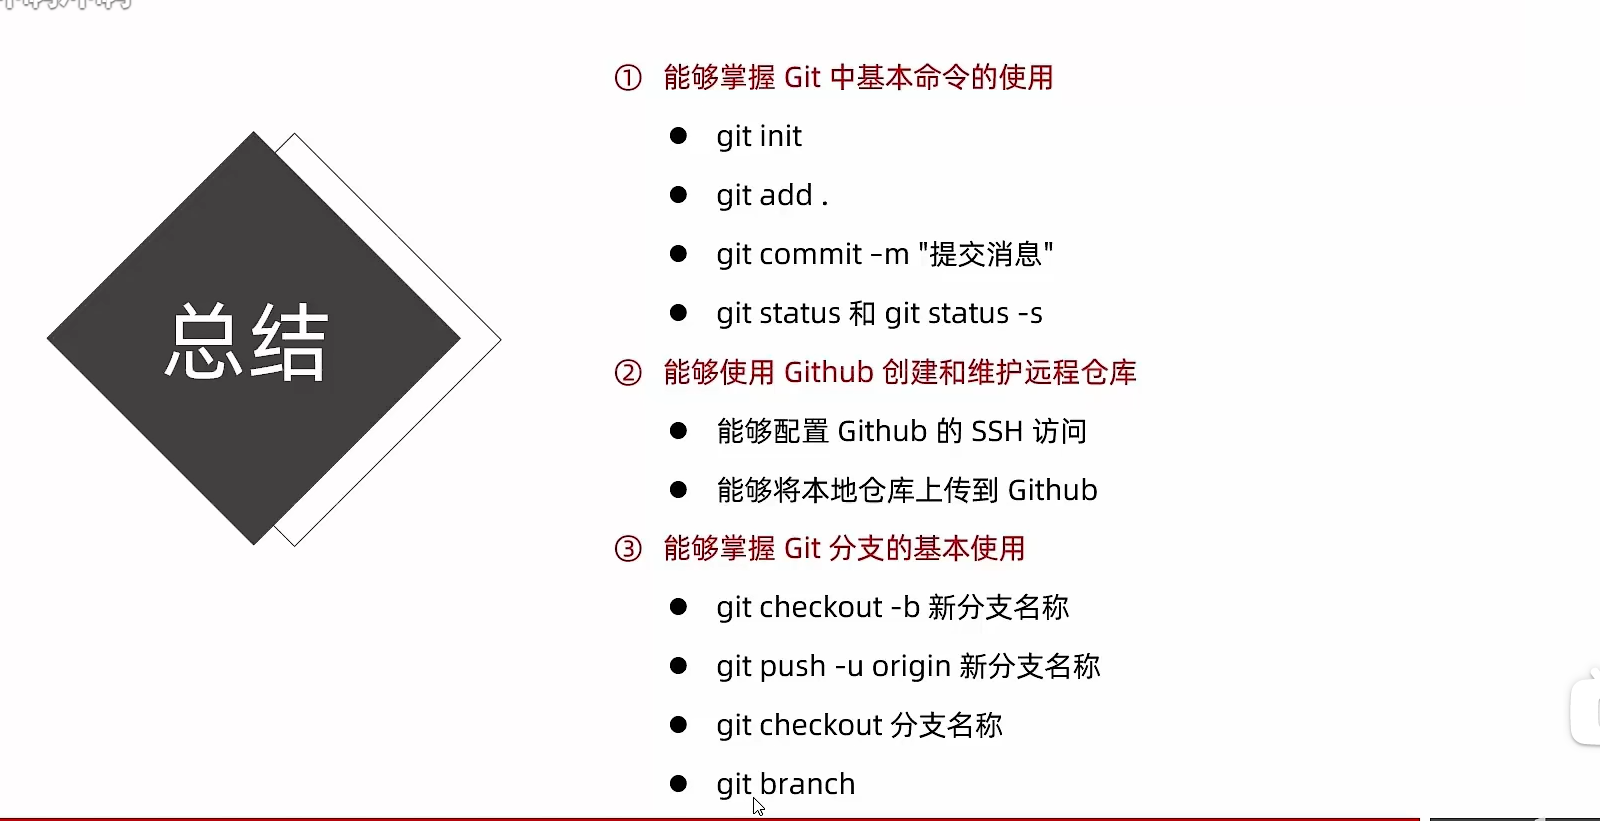 总结
① 能够掌握 Git 中基本命令的使用
● git init
● git add .
● git commit –m "提交消息"
● git status 和 git status -s
② 能够使用 Github 创建和维护远程仓库
● 能够配置 Github 的 SSH 访问
● 能够将本地仓库上传到 Github
③ 能够掌握 Git 分支的基本使用
● git checkout -b 新分支名称
● git push -u origin 新分支名称
● git checkout 分支名称
● git branch